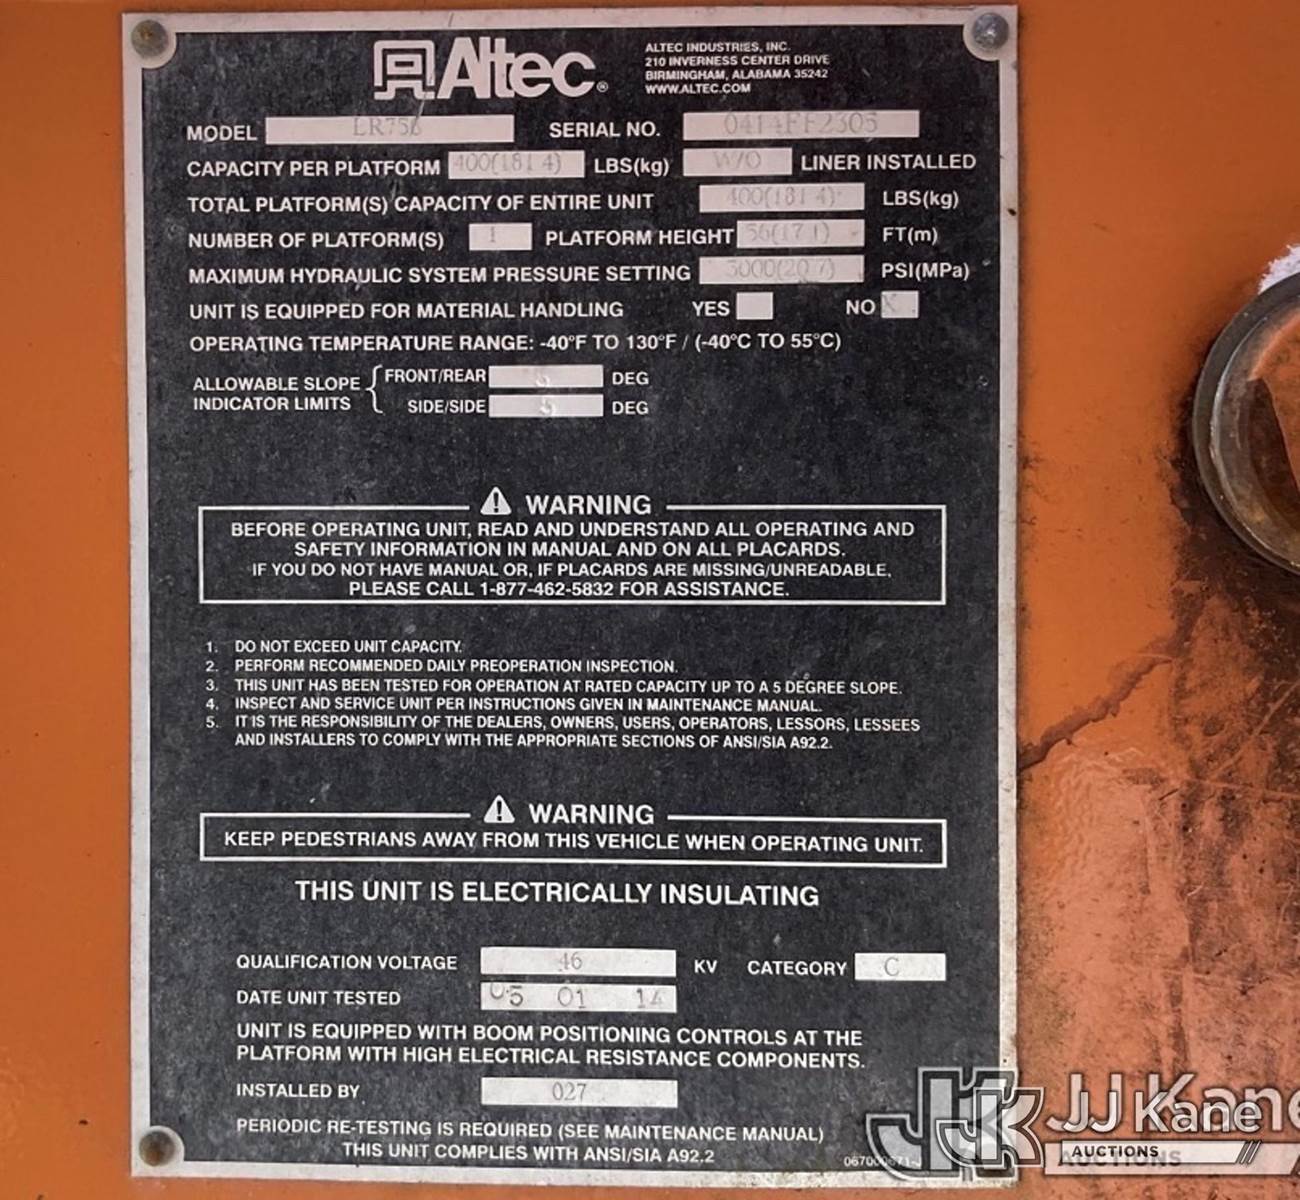 Altec®
ALTEC INDUSTRIES, INC.
210 INVERNESS CENTER DRIVE
BIRMINGHAM, ALABAMA 35242
WWW.ALTEC.COM
MODEL LR756 SERIAL NO.
CAPACITY PER PLATFORM 400(181.4) LBS(kg) W/O LINER INSTALLED
TOTAL PLATFORM(S) CAPACITY OF ENTIRE UNIT 400(181.4) LBS(kg)
NUMBER OF PLATFORM(S) 1 PLATFORM HEIGHT 56(17.1) FT(m)
MAXIMUM HYDRAULIC SYSTEM PRESSURE SETTING 3000(20.7) PSI(MPa)
UNIT IS EQUIPPED FOR MATERIAL HANDLING YES NO X
OPERATING TEMPERATURE RANGE: -40°F TO 130°F / (-40°C TO 55°C)
ALLOWABLE SLOPE INDICATOR LIMITS
FRONT/REAR 5 DEG
SIDE/SIDE 5 DEG
WARNING
BEFORE OPERATING UNIT, READ AND UNDERSTAND ALL OPERATING AND
SAFETY INFORMATION IN MANUAL AND ON ALL PLACARDS.
IF YOU DO NOT HAVE MANUAL OR, IF PLACARDS ARE MISSING/UNREADABLE,
PLEASE CALL 1-877-462-5832 FOR ASSISTANCE.
1. DO NOT EXCEED UNIT CAPACITY.
2. PERFORM RECOMMENDED DAILY PREOPERATION INSPECTION.
3. THIS UNIT HAS BEEN TESTED FOR OPERATION AT RATED CAPACITY UP TO A 5 DEGREE SLOPE.
4. INSPECT AND SERVICE UNIT PER INSTRUCTIONS GIVEN IN MAINTENANCE MANUAL.
5. IT IS THE RESPONSIBILITY OF THE DEALERS, OWNERS, USERS, OPERATORS, LESSORS, LESSEES
AND INSTALLERS TO COMPLY WITH THE APPROPRIATE SECTIONS OF ANSI/SIA A92.2.
WARNING
KEEP PEDESTRIANS AWAY FROM THIS VEHICLE WHEN OPERATING UNIT.
THIS UNIT IS ELECTRICALLY INSULATING
QUALIFICATION VOLTAGE 46 KV CATEGORY C
DATE UNIT TESTED 05 01 14
UNIT IS EQUIPPED WITH BOOM POSITIONING CONTROLS AT THE
PLATFORM WITH HIGH ELECTRICAL RESISTANCE COMPONENTS.
INSTALLED BY 027
PERIODIC RE-TESTING IS REQUIRED (SEE MAINTENANCE MANUAL)
THIS UNIT COMPLIES WITH ANSI/SIA A92.2
JJK JJ Kane
AUCTIONS